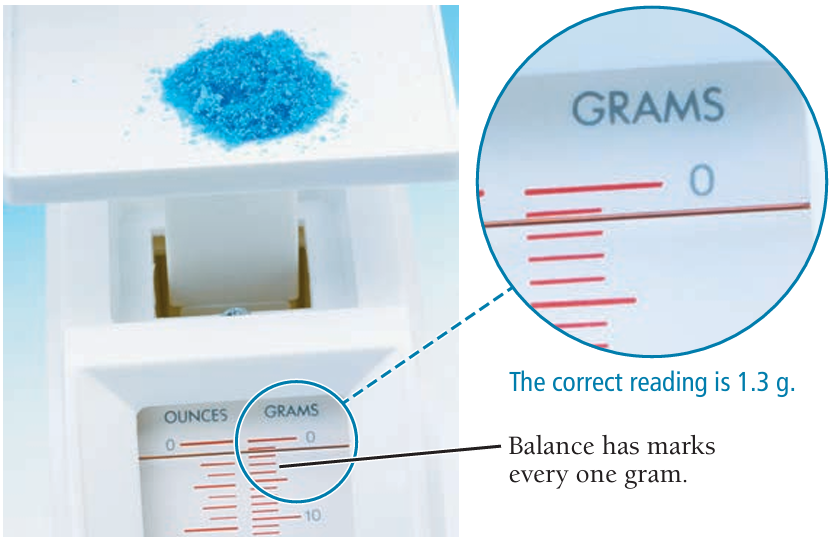 GRAMS
0
The correct reading is 1.3 g.
OUNCES GRAMS
0 0
10
Balance has marks
every one gram.